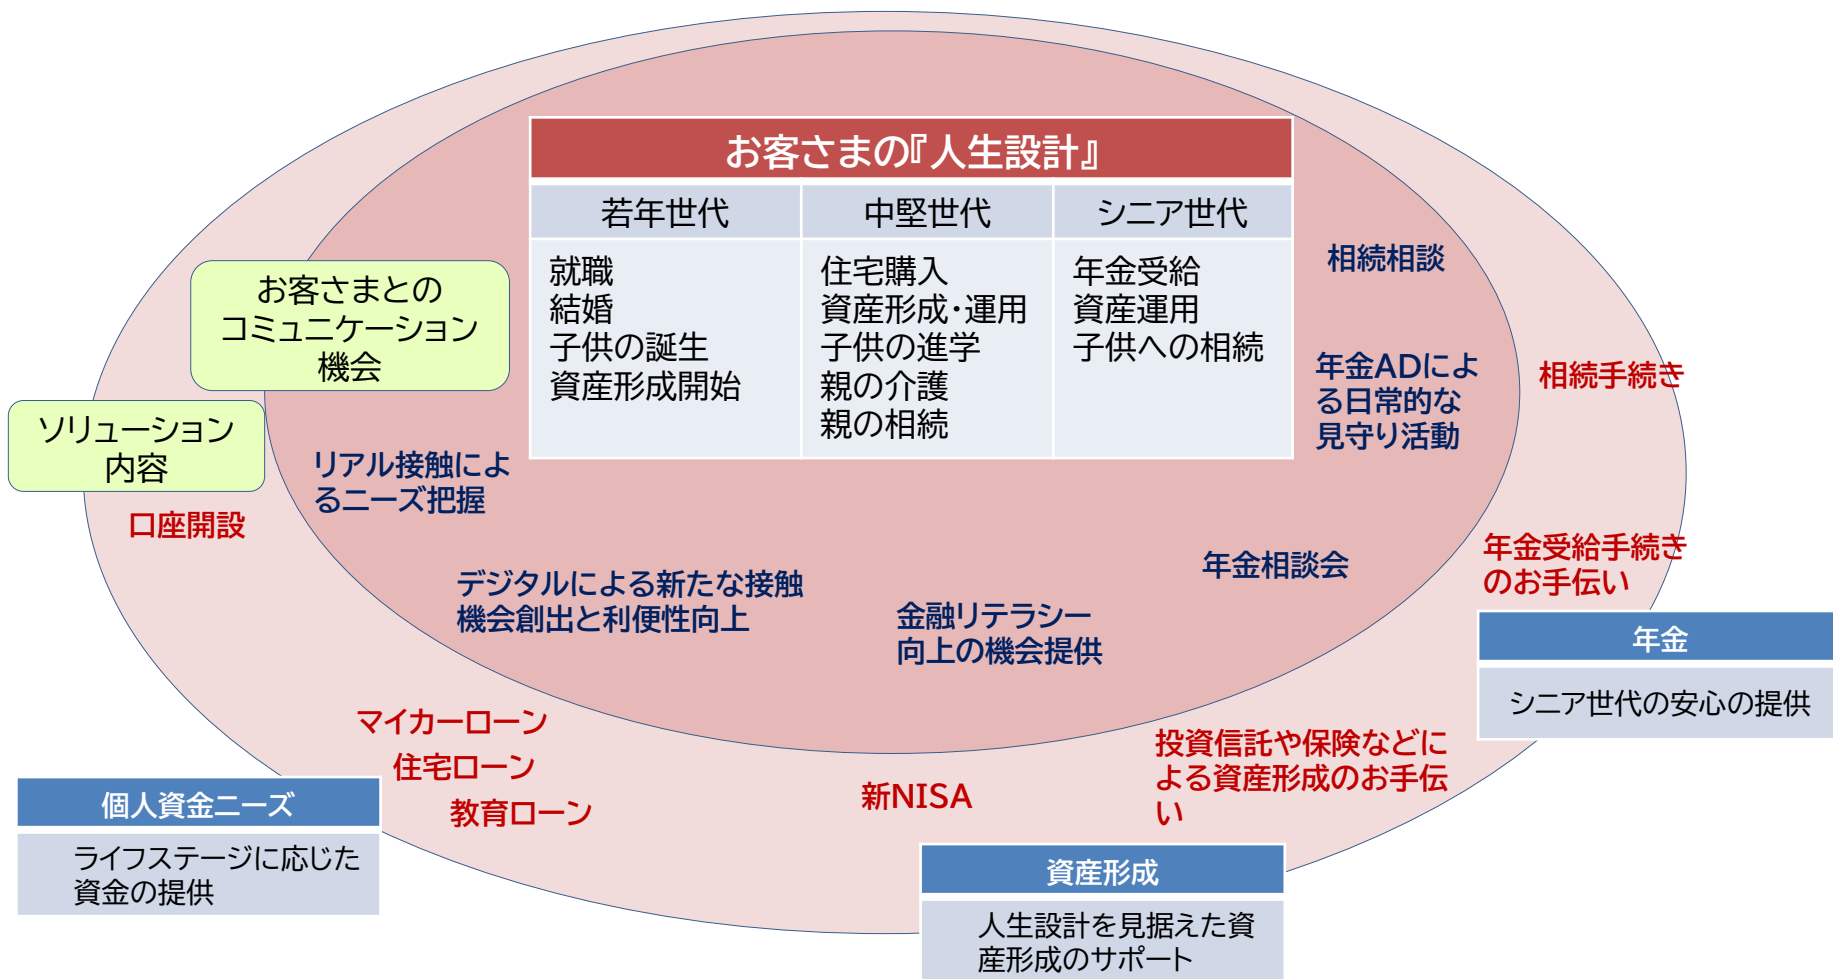 お客さまの『人生設計』
若年世代
中堅世代
シニア世代
就職
結婚
子供の誕生
資産形成開始
住宅購入
資産形成・運用
子供の進学
親の介護
親の相続
年金受給
資産運用
子供への相続
お客さまとの
コミュニケーション
機会
ソリューション
内容
相続相談
年金ADによ
る日常的な
見守り活動
相続手続き
リアル接触によ
るニーズ把握
口座開設
デジタルによる新たな接触
機会創出と利便性向上
金融リテラシー
向上の機会提供
年金相談会
年金受給手続き
のお手伝い
年金
シニア世代の安心の提供
マイカーローン
住宅ローン
教育ローン
新NISA
投資信託や保険などに
よる資産形成のお手伝
い
個人資金ニーズ
ライフステージに応じた
資金の提供
資産形成
人生設計を見据えた資
産形成のサポート